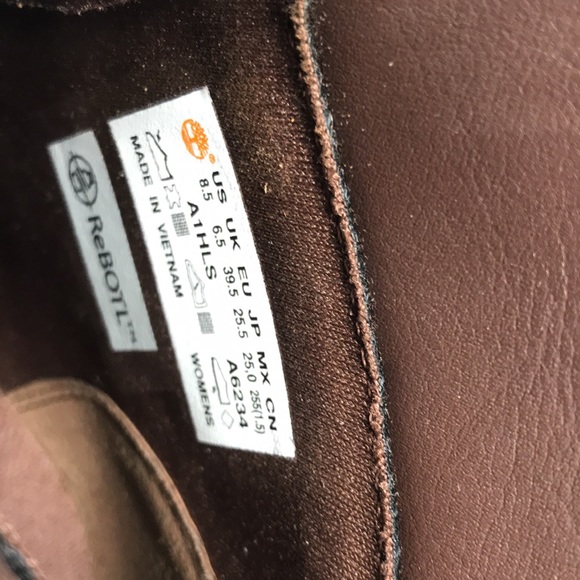 US UK EU JP MX CN
8.5 6.5 39.5 25.5 25,0 255(1.5)
A1HLS A6234
MADE IN VIETNAM WOMENS
ReBOTL™